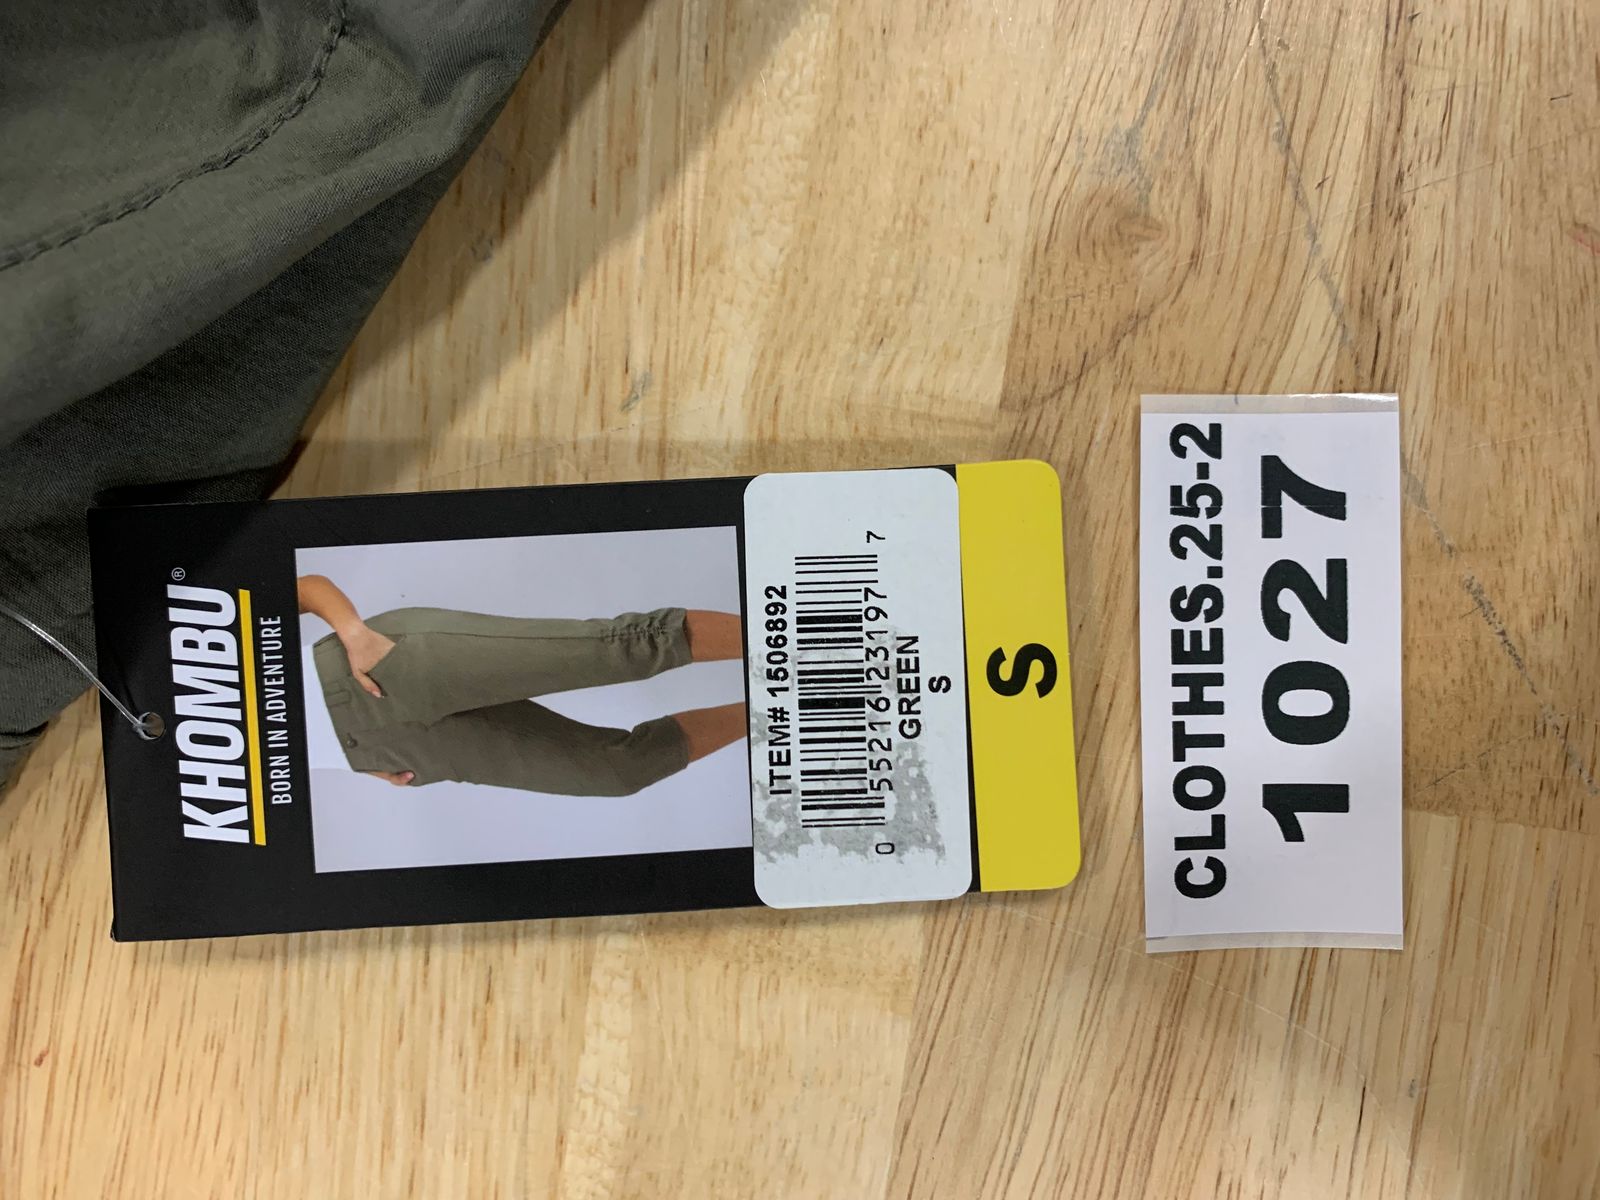 KHOMBU®
BORN IN ADVENTURE
ITEM# 1506892
0 55216 23197 7
GREEN
S
S
CLOTHES.25-2
1027